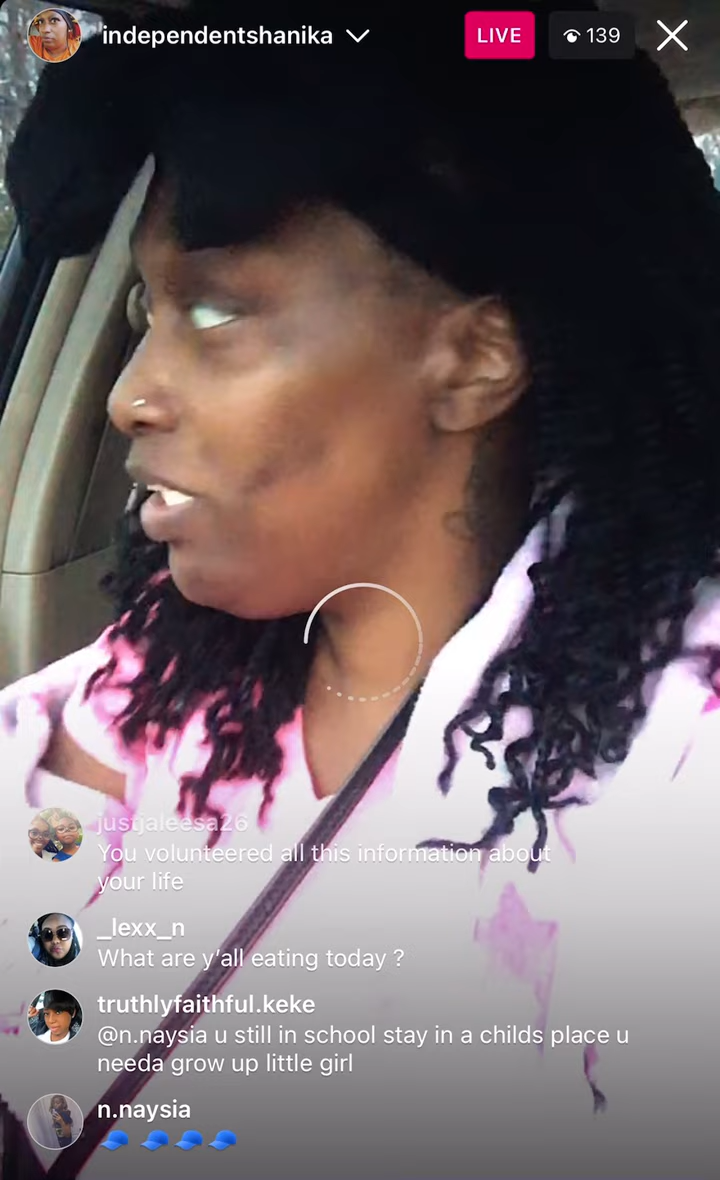 independentshanika
LIVE
139
justjaleesa26
You volunteered all this information about
your life
_lexx_n
What are y'all eating today ?
truthlyfaithful.keke
@n.naysia u still in school stay in a childs place u
needa grow up little girl
n.naysia
🧢 🧢 🧢 🧢